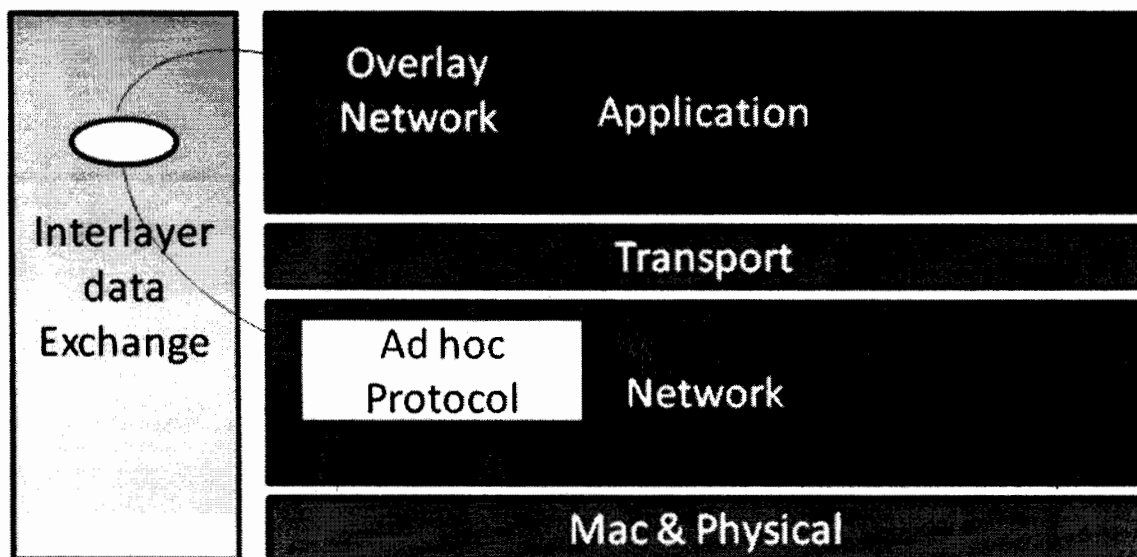 Overlay
Network
Application
Interlayer
data
Exchange
Transport
Ad hoc
Protocol
Network
Mac & Physical